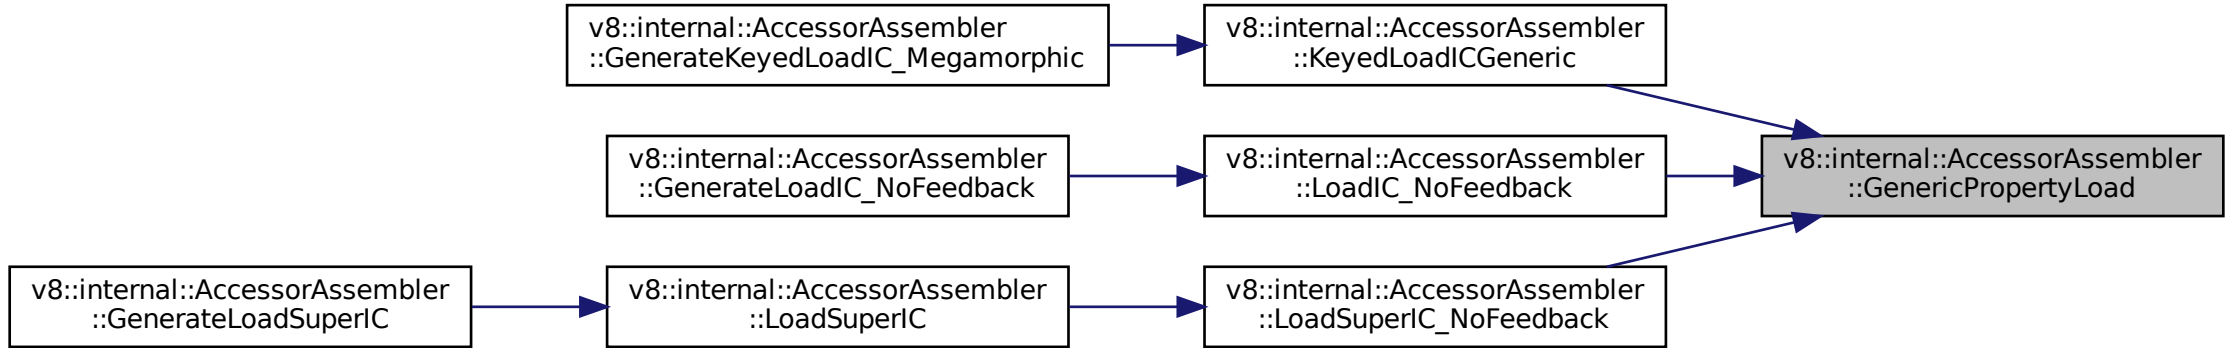 v8::internal::AccessorAssembler
::GenerateKeyedLoadIC_Megamorphic
v8::internal::AccessorAssembler
::KeyedLoadICGeneric
v8::internal::AccessorAssembler
::GenerateLoadIC_NoFeedback
v8::internal::AccessorAssembler
::LoadIC_NoFeedback
v8::internal::AccessorAssembler
::GenericPropertyLoad
v8::internal::AccessorAssembler
::GenerateLoadSuperIC
v8::internal::AccessorAssembler
::LoadSuperIC
v8::internal::AccessorAssembler
::LoadSuperIC_NoFeedback